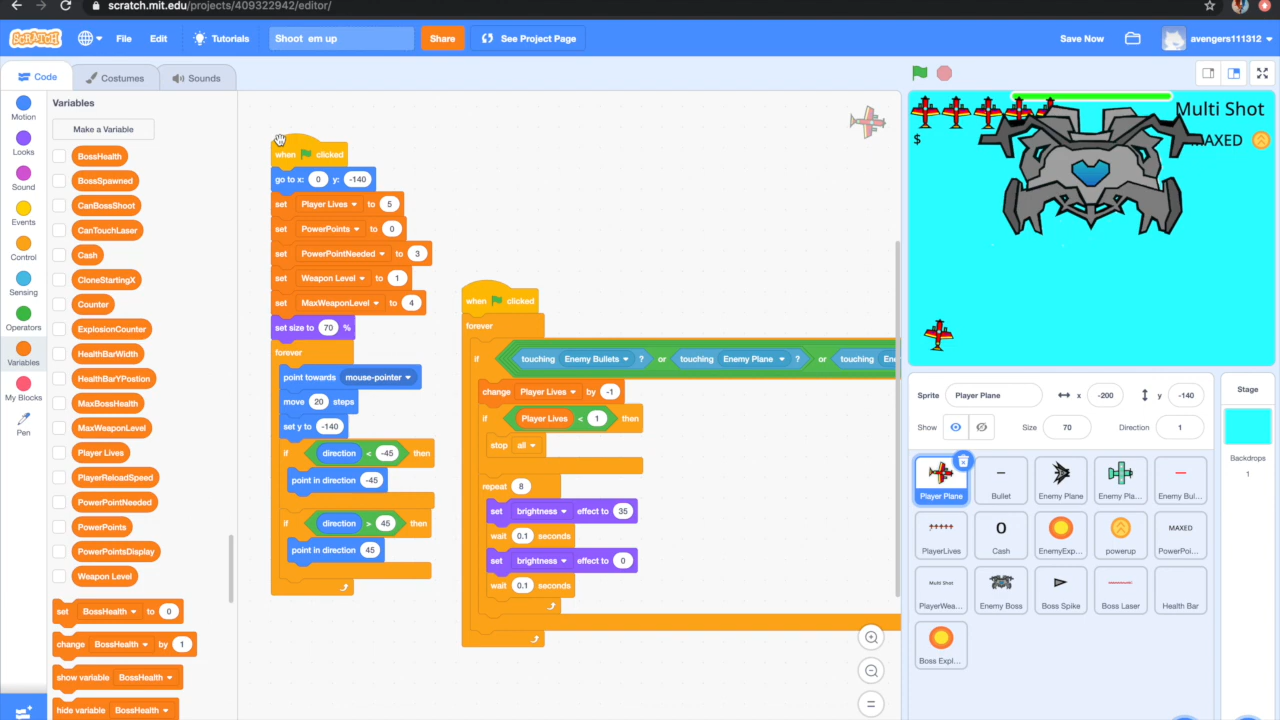 scratch.mit.edu/projects/409322942/editor/
SCRATCH File Edit Tutorials Shoot em up Share See Project Page Save Now avengers111312
Code Costumes Sounds
Motion
Looks
Sound
Events
Control
Sensing
Operators
Variables
My Blocks
Pen
Variables
Make a Variable
BossHealth
BossSpawned
CanBossShoot
CanTouchLaser
Cash
CloneStartingX
Counter
ExplosionCounter
HealthBarWidth
HealthBarYPostion
MaxBossHealth
MaxWeaponLevel
Player Lives
PlayerReloadSpeed
PowerPointNeeded
PowerPoints
PowerPointsDisplay
Weapon Level
set BossHealth to 0
change BossHealth by 1
show variable BossHealth
hide variable BossHealth
when clicked
go to x: 0 y: -140
set Player Lives to 5
set PowerPoints to 0
set PowerPointNeeded to 3
set Weapon Level to 1
set MaxWeaponLevel to 4
set size to 70 %
forever
point towards mouse-pointer
move 20 steps
set y to -140
if direction < -45 then
point in direction -45
if direction > 45 then
point in direction 45
when clicked
forever
if touching Enemy Bullets ? or touching Enemy Plane ? or touching
change Player Lives by -1
if Player Lives < 1 then
stop all
repeat 8
set brightness effect to 35
wait 0.1 seconds
set brightness effect to 0
wait 0.1 seconds
Multi Shot
$ MAXED
Sprite Player Plane x -200 y -140
Show Size 70 Direction 1
Player Plane Bullet Enemy Plane Enemy Pla... Enemy Bul...
PlayerLives Cash EnemyExp... powerup PowerPoi...
0 MAXED
Multi Shot
PlayerWea... Enemy Boss Boss Spike Boss Laser Health Bar
Boss Expl...
Stage
Backdrops
1